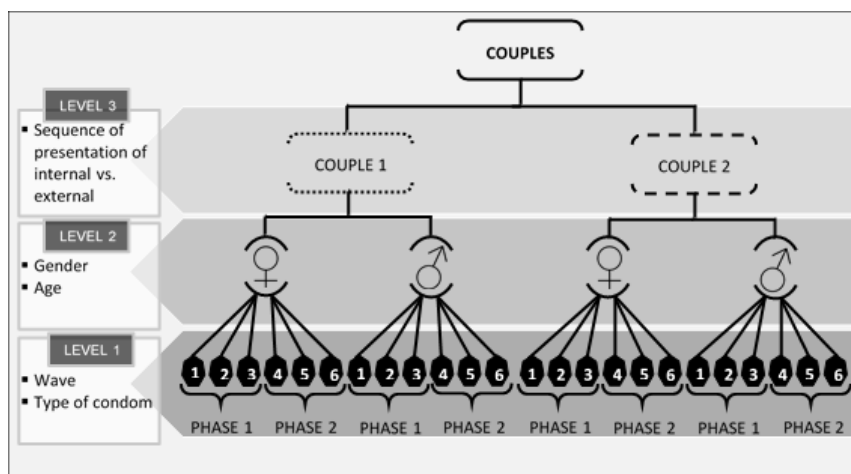 COUPLES
LEVEL 3
▪ Sequence of
presentation of
internal vs.
external
COUPLE 1
COUPLE 2
LEVEL 2
▪ Gender
▪ Age
LEVEL 1
▪ Wave
▪ Type of condom
1 2 3 4 5 6 1 2 3 4 5 6 1 2 3 4 5 6 1 2 3 4 5 6
PHASE 1 PHASE 2 PHASE 1 PHASE 2 PHASE 1 PHASE 2 PHASE 1 PHASE 2